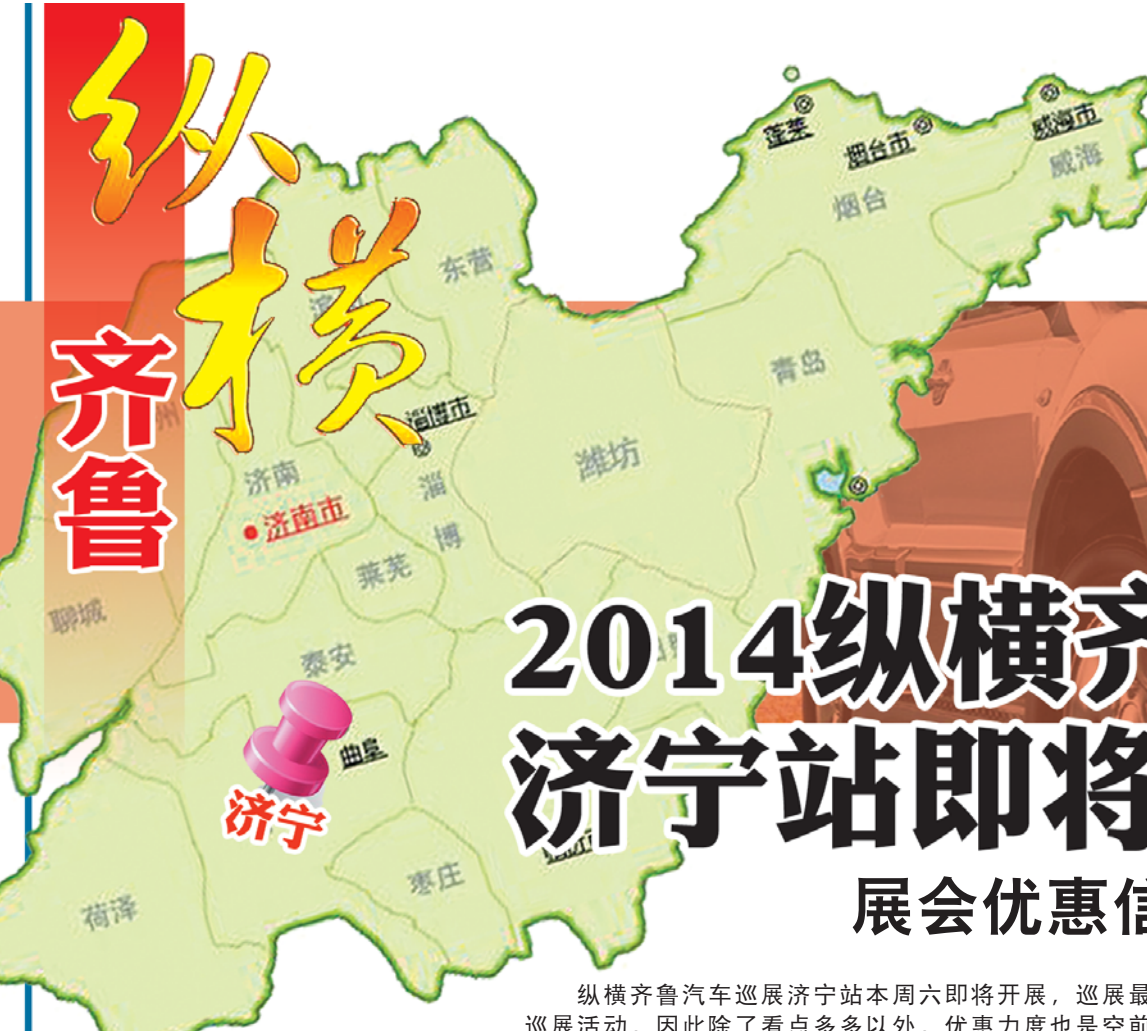 纵横
齐鲁
蓬莱
烟台市
威海市
威海
烟台
东营
青岛
淄博市
潍坊
济南
淄博
济南市
莱芜
聊城
泰安
曲阜
济宁
枣庄
荷泽
州
2014纵横齐
济宁站即将
展会优惠信
纵横齐鲁汽车巡展济宁站本周六即将开展，巡展最
巡展活动，因此除了看点多多以外，优惠力度也是空前